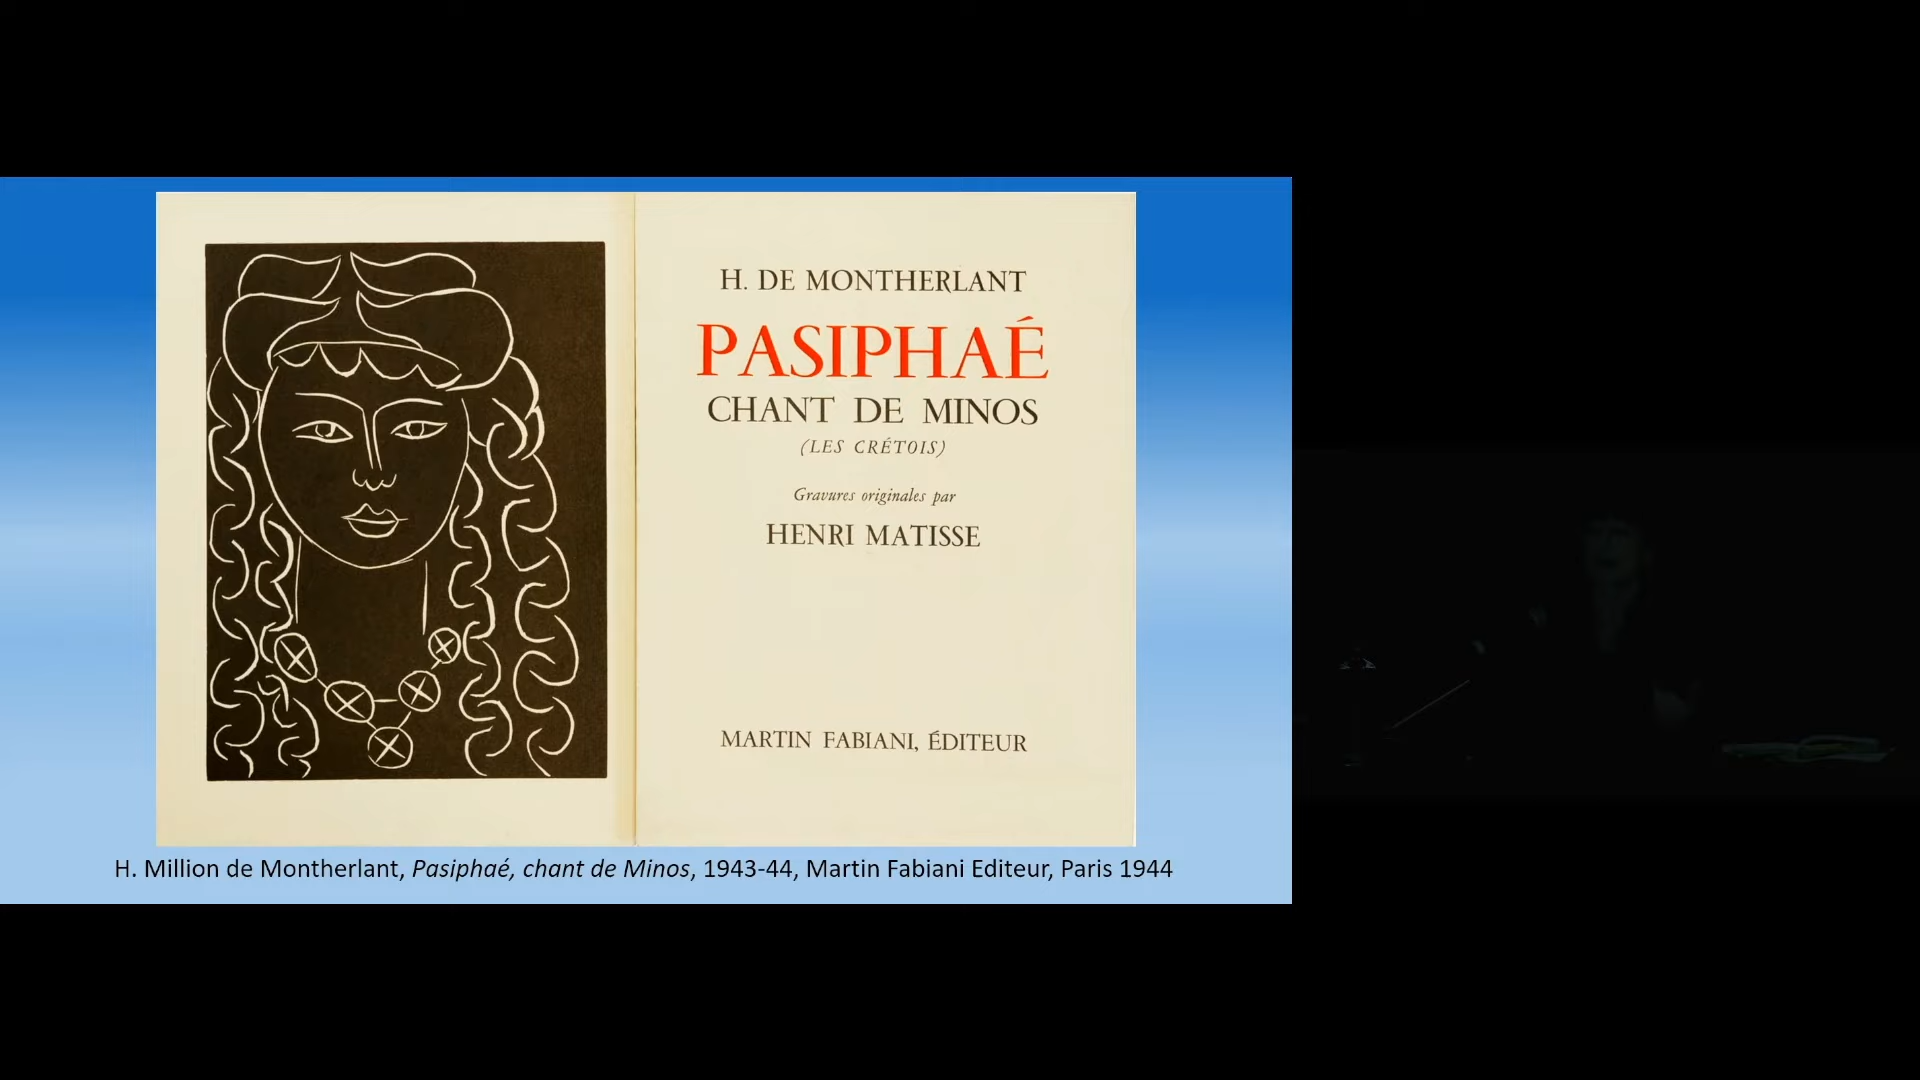 H. DE MONTHERLANT
PASIPHAÉ
CHANT DE MINOS
(LES CRÉTOIS)
Gravures originales par
HENRI MATISSE
MARTIN FABIANI, ÉDITEUR
H. Million de Montherlant, Pasiphaé, chant de Minos, 1943-44, Martin Fabiani Editeur, Paris 1944